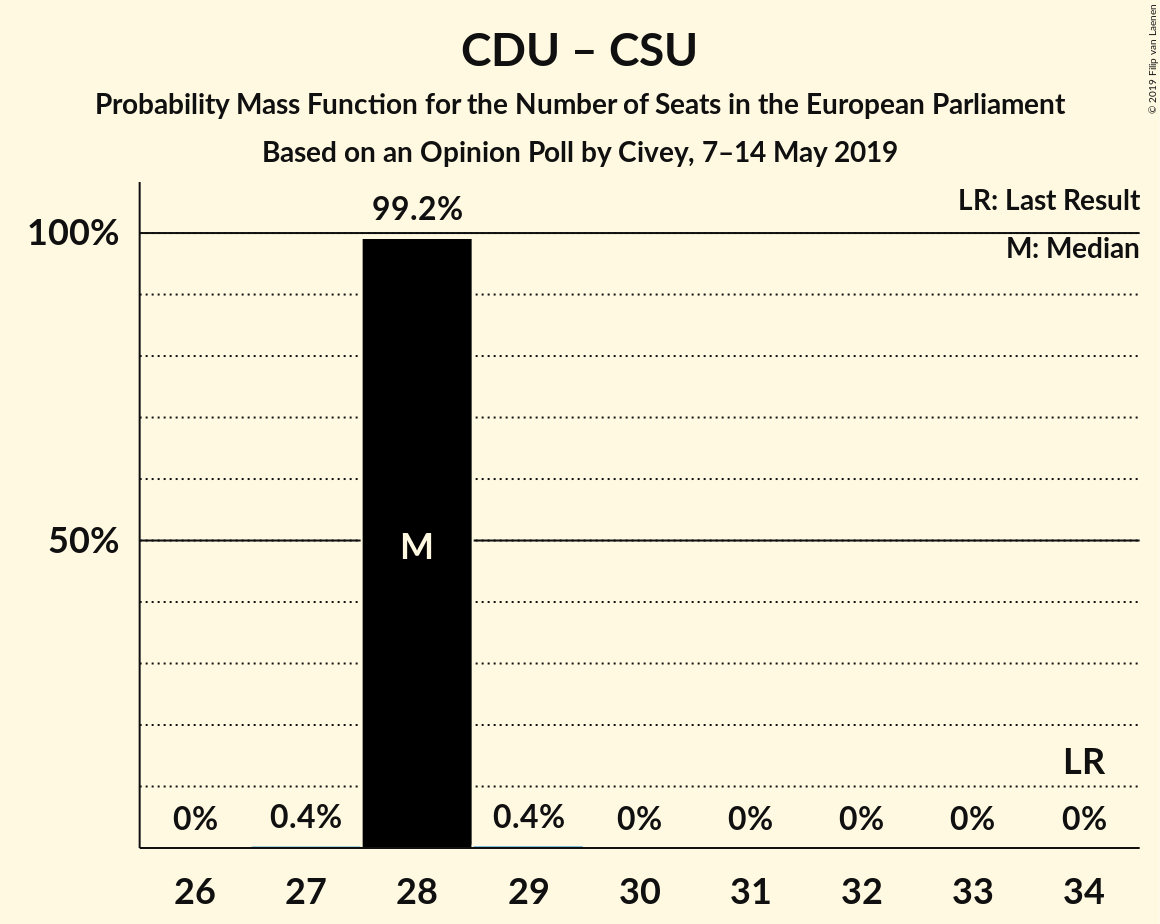 CDU – CSU
Probability Mass Function for the Number of Seats in the European Parliament
Based on an Opinion Poll by Civey, 7–14 May 2019
© 2019 Filip van Laenen
LR: Last Result
M: Median
99.2%
100%
50%
M
LR
0% 0.4% 0.4% 0% 0% 0% 0% 0%
26 27 28 29 30 31 32 33 34